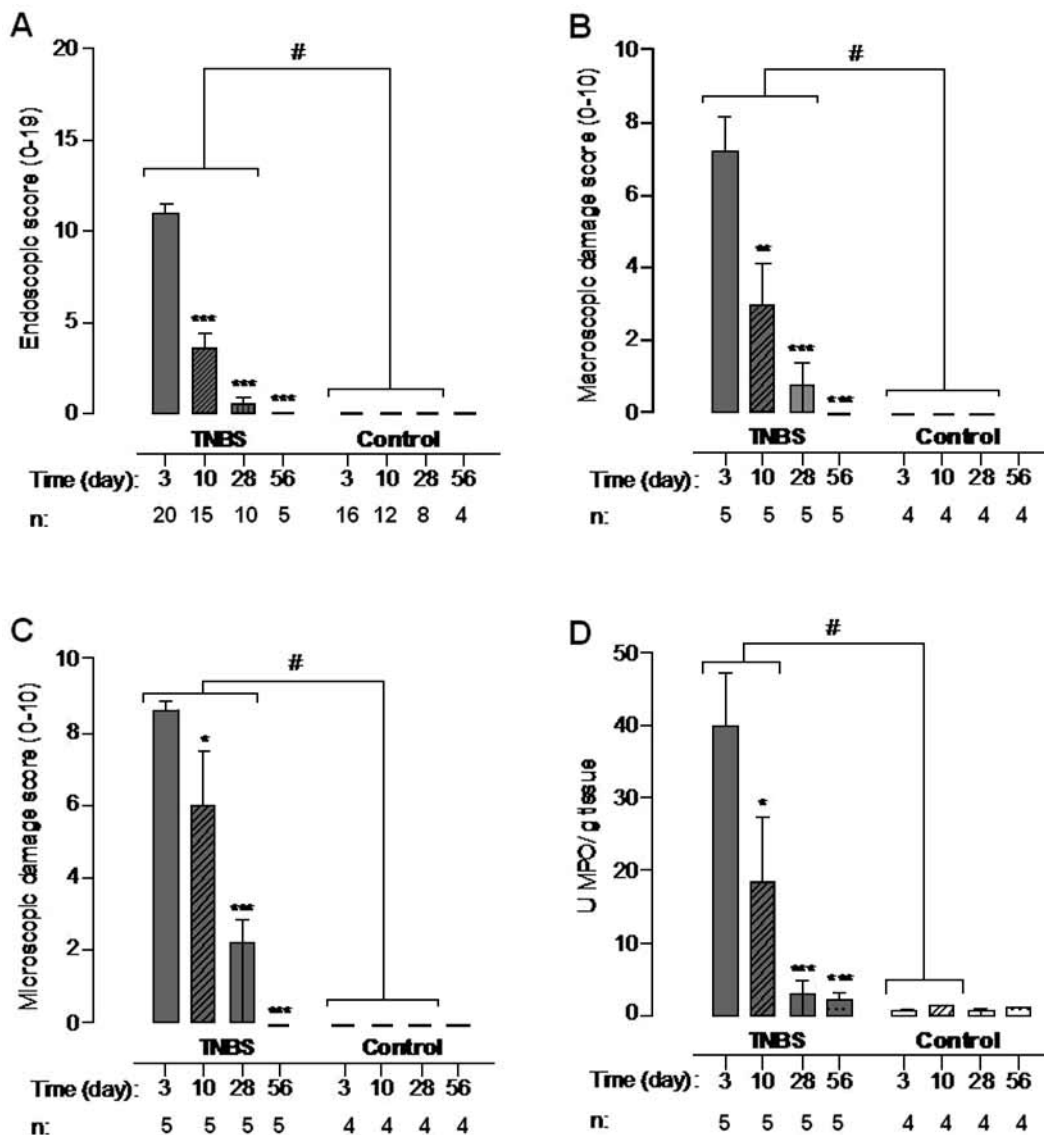 A
Endoscopic score (0-19)
20
15
10
5
0
#
***
***
***
TNBS Control
Time (day): 3 10 28 56 3 10 28 56
n: 20 15 10 5 16 12 8 4
B
Macroscopic damage score (0-10)
10
8
6
4
2
0
#
**
***
***
TNBS Control
Time (day): 3 10 28 56 3 10 28 56
n: 5 5 5 5 4 4 4 4
C
Microscopic damage score (0-10)
10
8
6
4
2
0
#
*
***
***
TNBS Control
Time (day): 3 10 28 56 3 10 28 56
n: 5 5 5 5 4 4 4 4
D
U MPO/g tissue
50
40
30
20
10
0
#
*
***
***
TNBS Control
Time (day): 3 10 28 56 3 10 28 56
n: 5 5 5 5 4 4 4 4